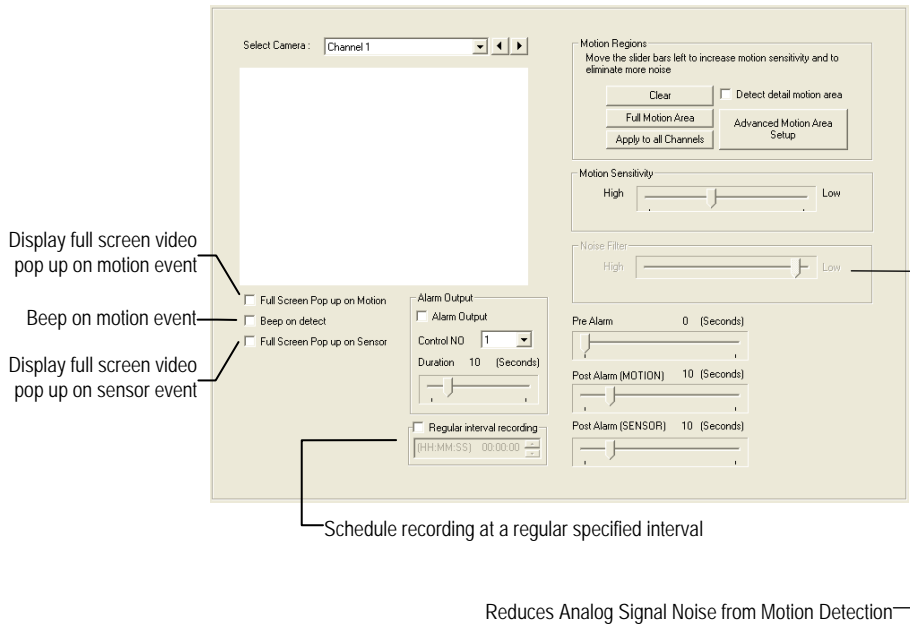 Select Camera : Channel 1
Motion Regions
Move the slider bars left to increase motion sensitivity and to
eliminate more noise
Clear
Detect detail motion area
Full Motion Area
Advanced Motion Area
Setup
Apply to all Channels
Motion Sensitivity
High Low
Noise Filter
High Low
Display full screen video
pop up on motion event
Beep on motion event
Display full screen video
pop up on sensor event
Full Screen Pop up on Motion
Beep on detect
Full Screen Pop up on Sensor
Alarm Output
Alarm Output
Control NO 1
Duration 10 (Seconds)
Regular interval recording
(HH:MM:SS) 00:00:00
Pre Alarm 0 (Seconds)
Post Alarm (MOTION) 10 (Seconds)
Post Alarm (SENSOR) 10 (Seconds)
Schedule recording at a regular specified interval
Reduces Analog Signal Noise from Motion Detection